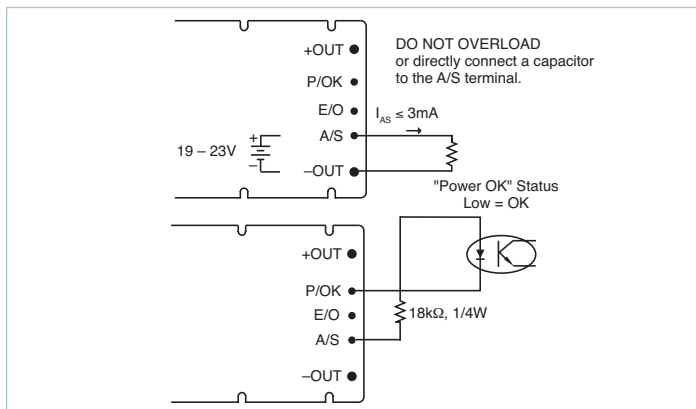 +OUT
DO NOT OVERLOAD
or directly connect a capacitor
to the A/S terminal.
P/OK
E/O
IAS ≤ 3mA
A/S
+
19 – 23V
–
–OUT
"Power OK" Status
Low = OK
+OUT
P/OK
E/O
18kΩ, 1/4W
A/S
–OUT